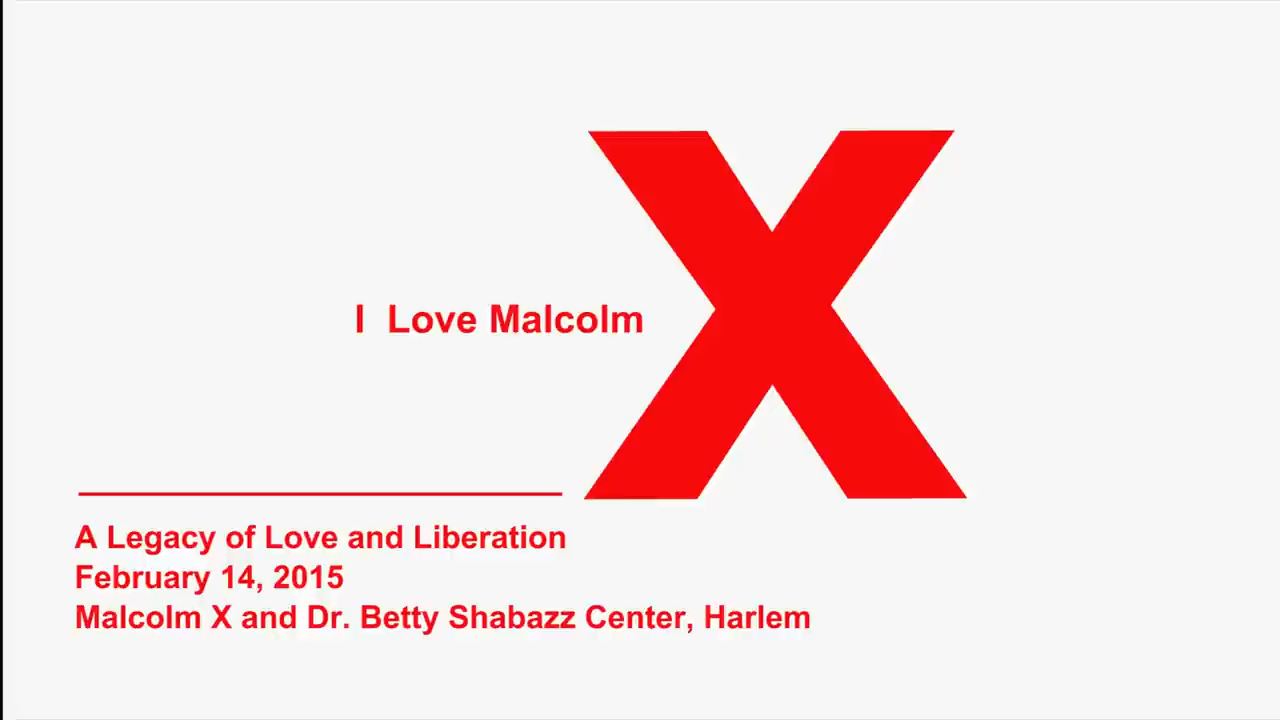 I Love Malcolm X
A Legacy of Love and Liberation
February 14, 2015
Malcolm X and Dr. Betty Shabazz Center, Harlem